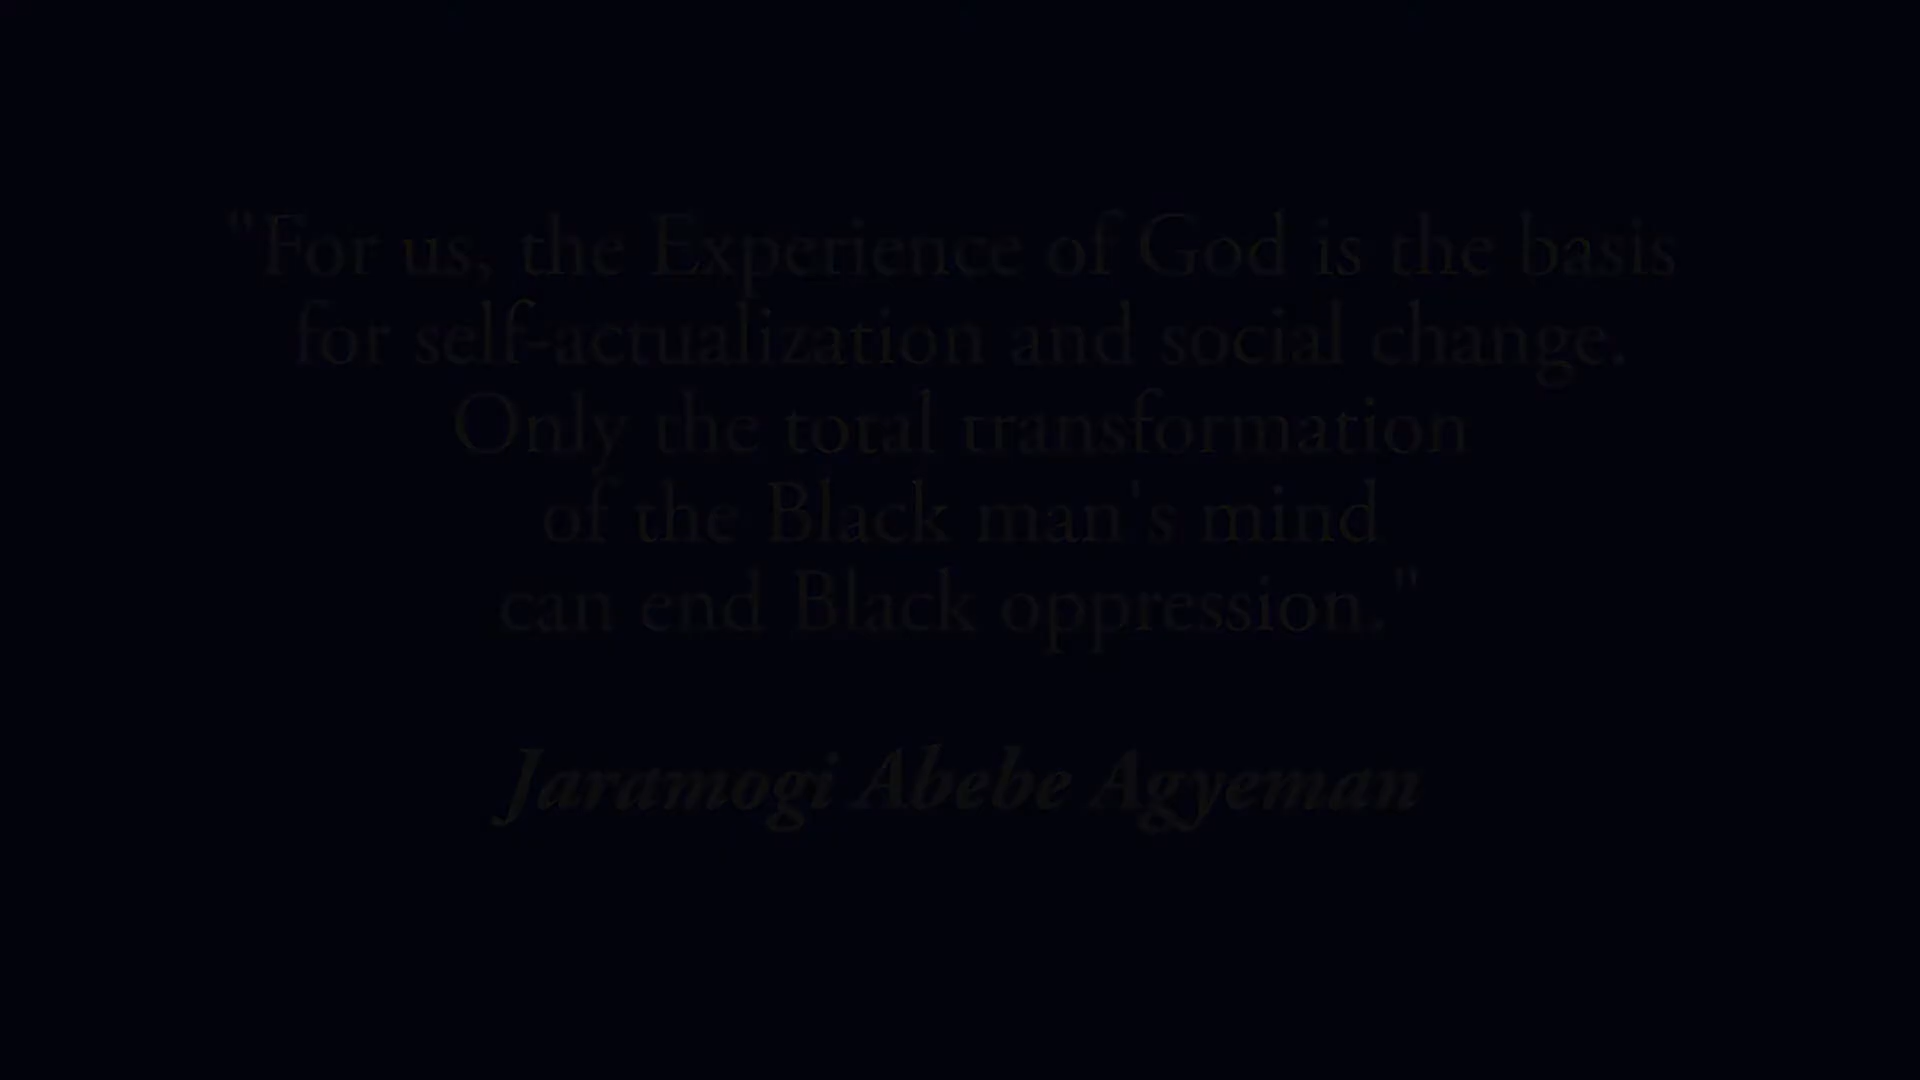 "For us, the Experience of God is the basis
for self-actualization and social change.
Only the total transformation
of the Black man's mind
can end Black oppression."
Jaramogi Abebe Agyeman